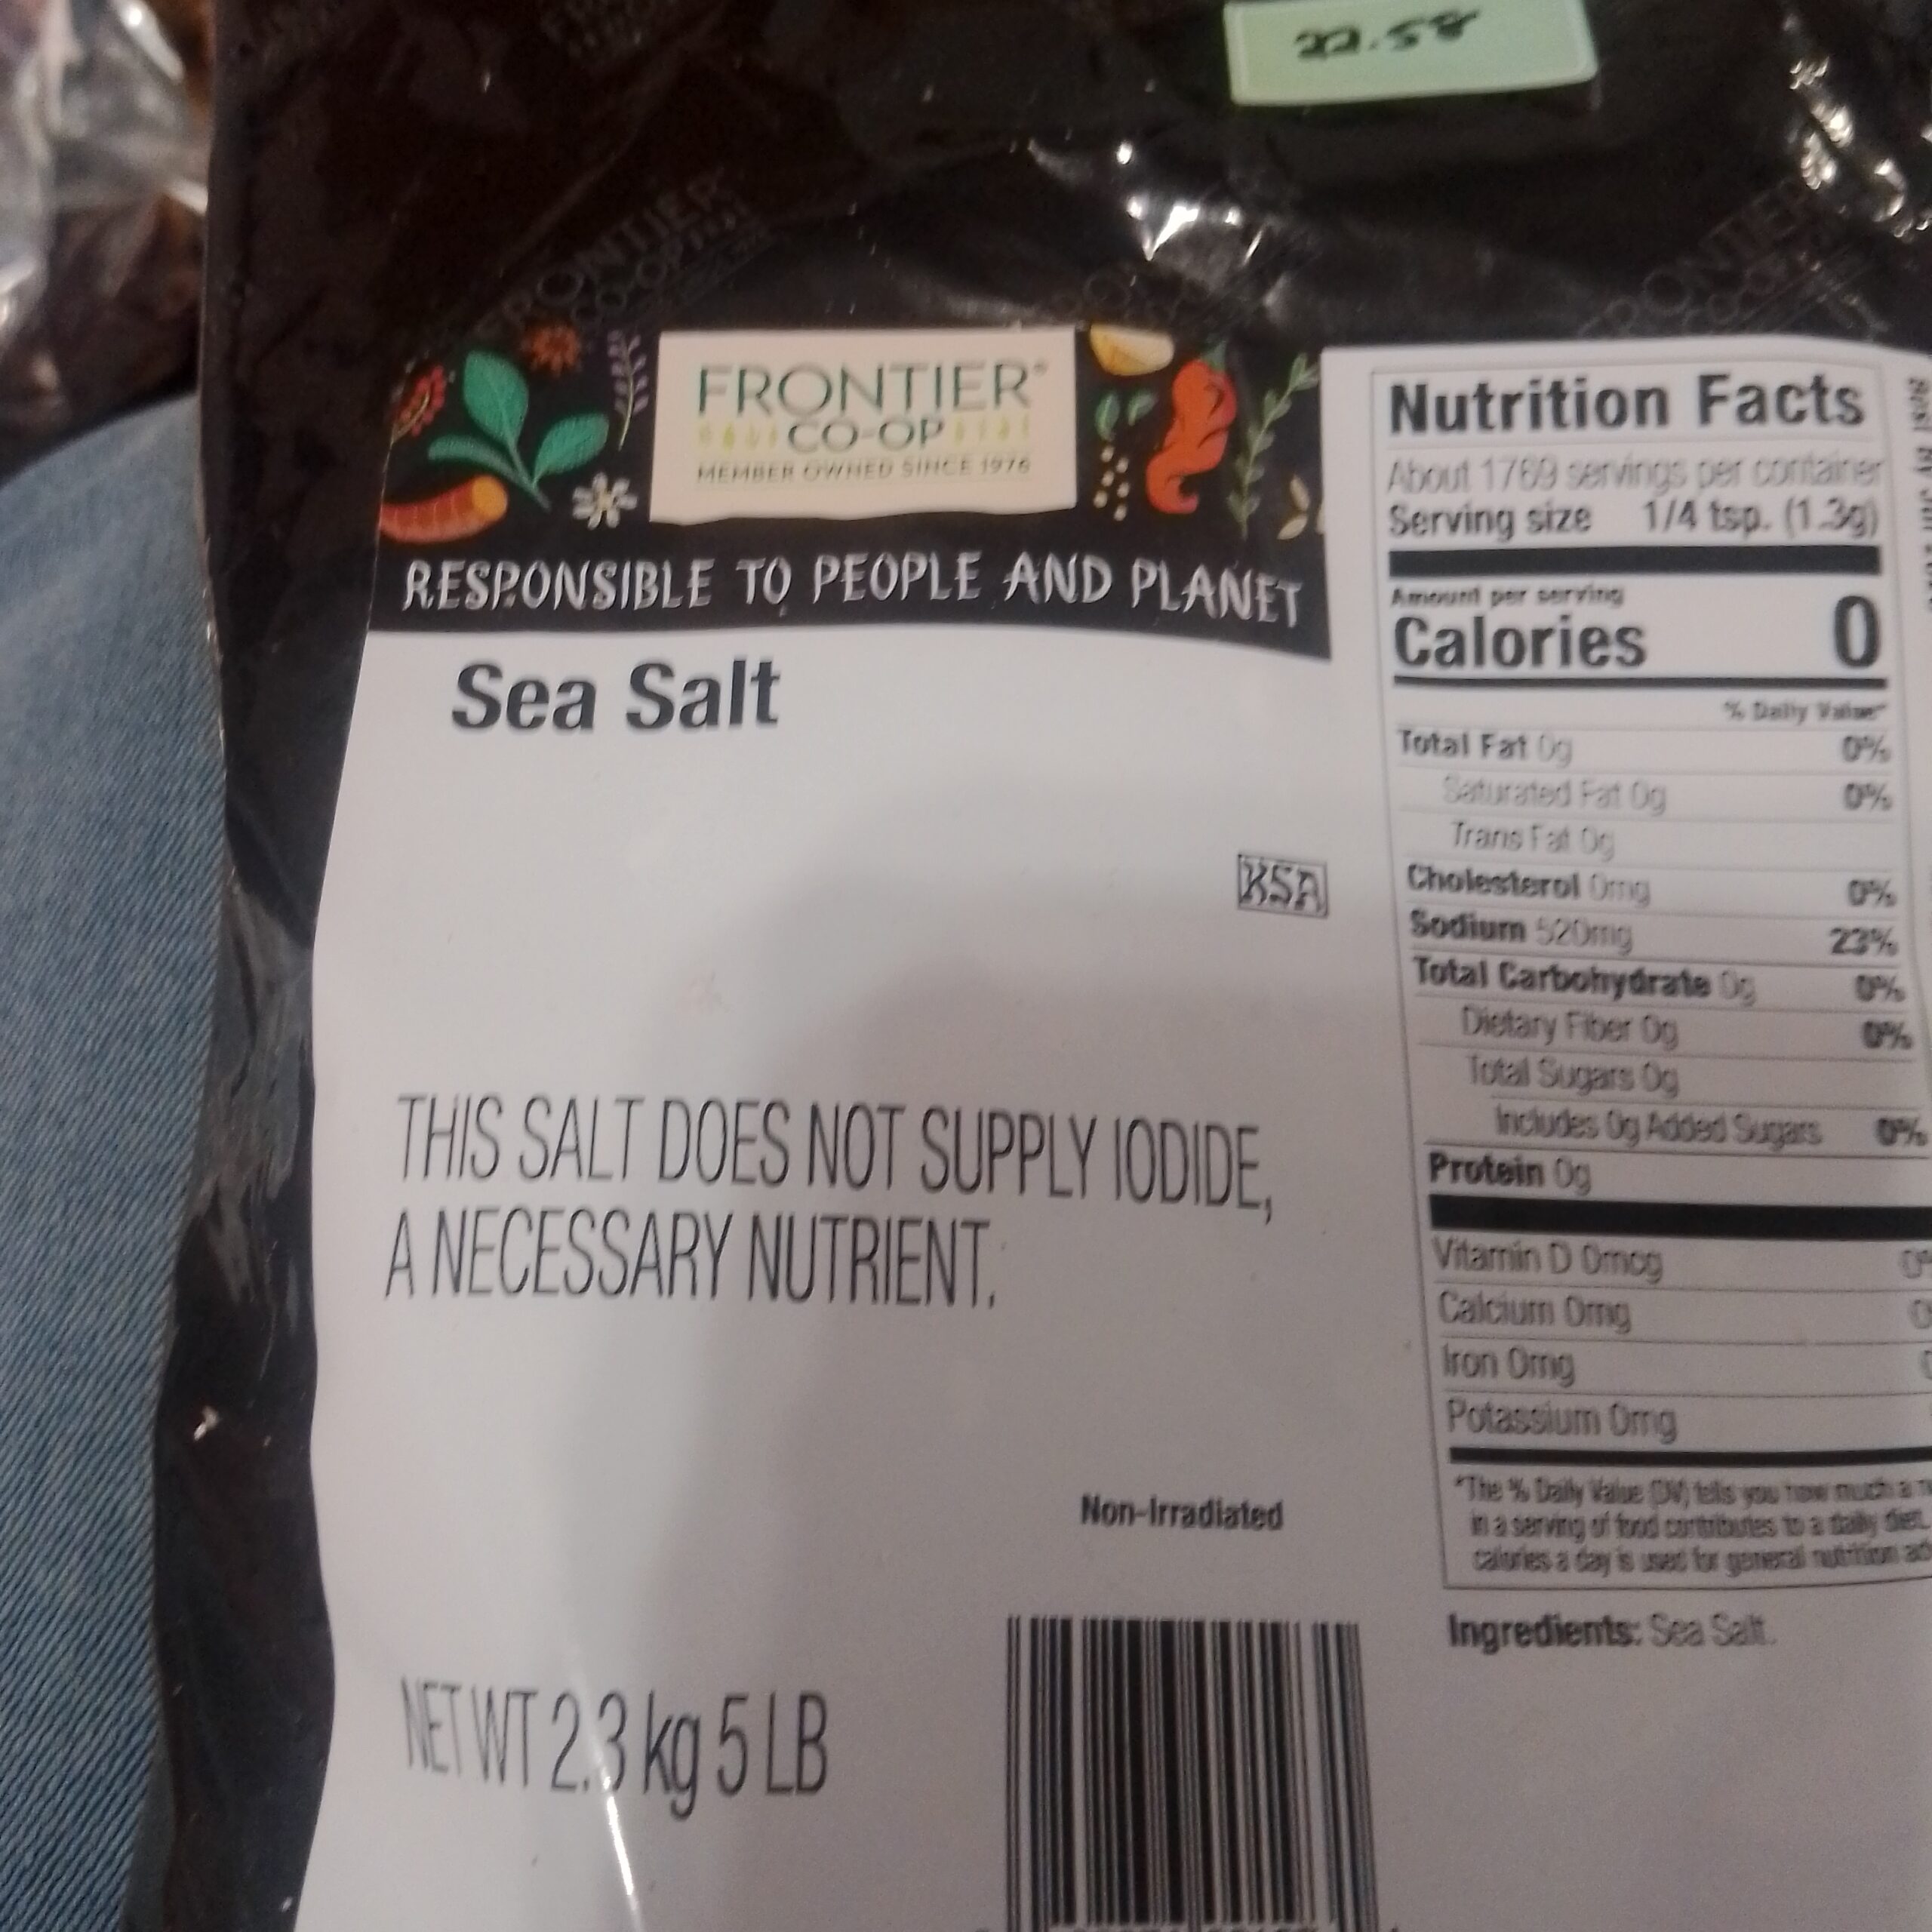 22.58
FRONTIER
CO-OP
FRONTIER®
CO-OP
MEMBER OWNED SINCE 1976
RESPONSIBLE TO PEOPLE AND PLANET
Sea Salt
KSA
THIS SALT DOES NOT SUPPLY IODIDE,
A NECESSARY NUTRIENT.
Non-Irradiated
NET WT 2.3 kg 5 LB
Nutrition Facts
About 1769 servings per container
Serving size 1/4 tsp. (1.3g)
Amount per serving
Calories 0
% Daily Value*
Total Fat 0g 0%
Saturated Fat 0g 0%
Trans Fat 0g
Cholesterol 0mg 0%
Sodium 520mg 23%
Total Carbohydrate 0g 0%
Dietary Fiber 0g 0%
Total Sugars 0g
Includes 0g Added Sugars 0%
Protein 0g
Vitamin D 0mcg
Calcium 0mg
Iron 0mg
Potassium 0mg
*The % Daily Value (DV) tells you how much a
in a serving of food contributes to a daily diet.
calories a day is used for general nutrition
Ingredients: Sea Salt.